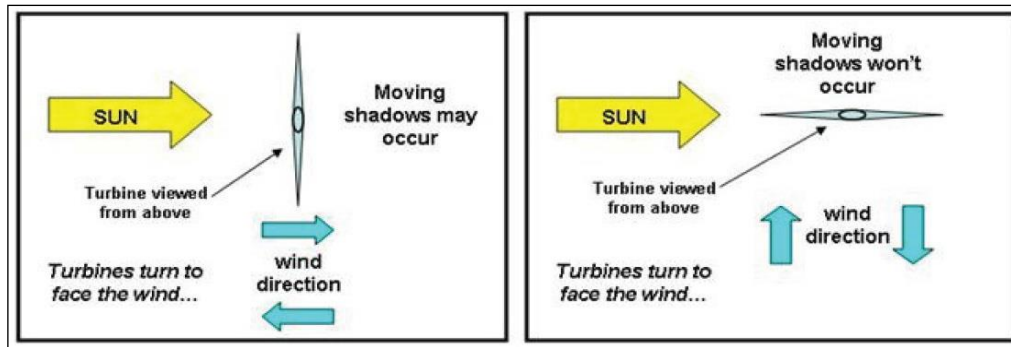 SUN
Moving
shadows may
occur
Turbine viewed
from above
wind
direction
Turbines turn to
face the wind...
Moving
shadows won't
occur
SUN
Turbine viewed
from above
wind
direction
Turbines turn to
face the wind...